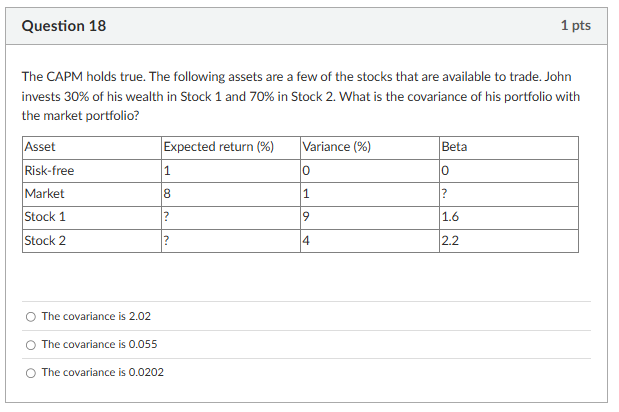 Question 18 1 pts
The CAPM holds true. The following assets are a few of the stocks that are available to trade. John
invests 30% of his wealth in Stock 1 and 70% in Stock 2. What is the covariance of his portfolio with
the market portfolio?
Asset Expected return (%) Variance (%) Beta
Risk-free 1 0 0
Market 8 1 ?
Stock 1 ? 9 1.6
Stock 2 ? 4 2.2
The covariance is 2.02
The covariance is 0.055
The covariance is 0.0202